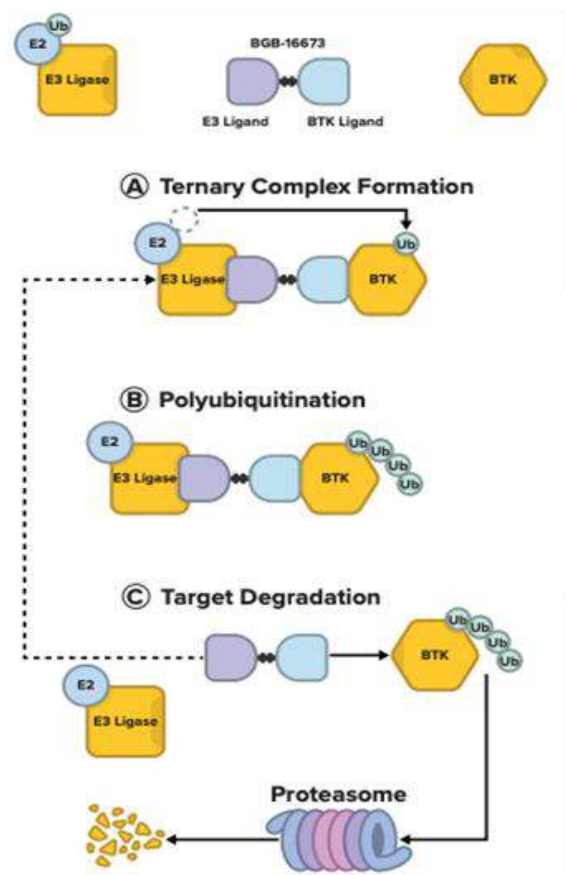 Ub
E2
E3 Ligase
BGB-16673
E3 Ligand
BTK Ligand
BTK
A Ternary Complex Formation
E2
E3 Ligase
Ub
BTK
B Polyubiquitination
E2
E3 Ligase
BTK
Ub
Ub
Ub
Ub
C Target Degradation
BTK
Ub
Ub
Ub
Ub
E2
E3 Ligase
Proteasome